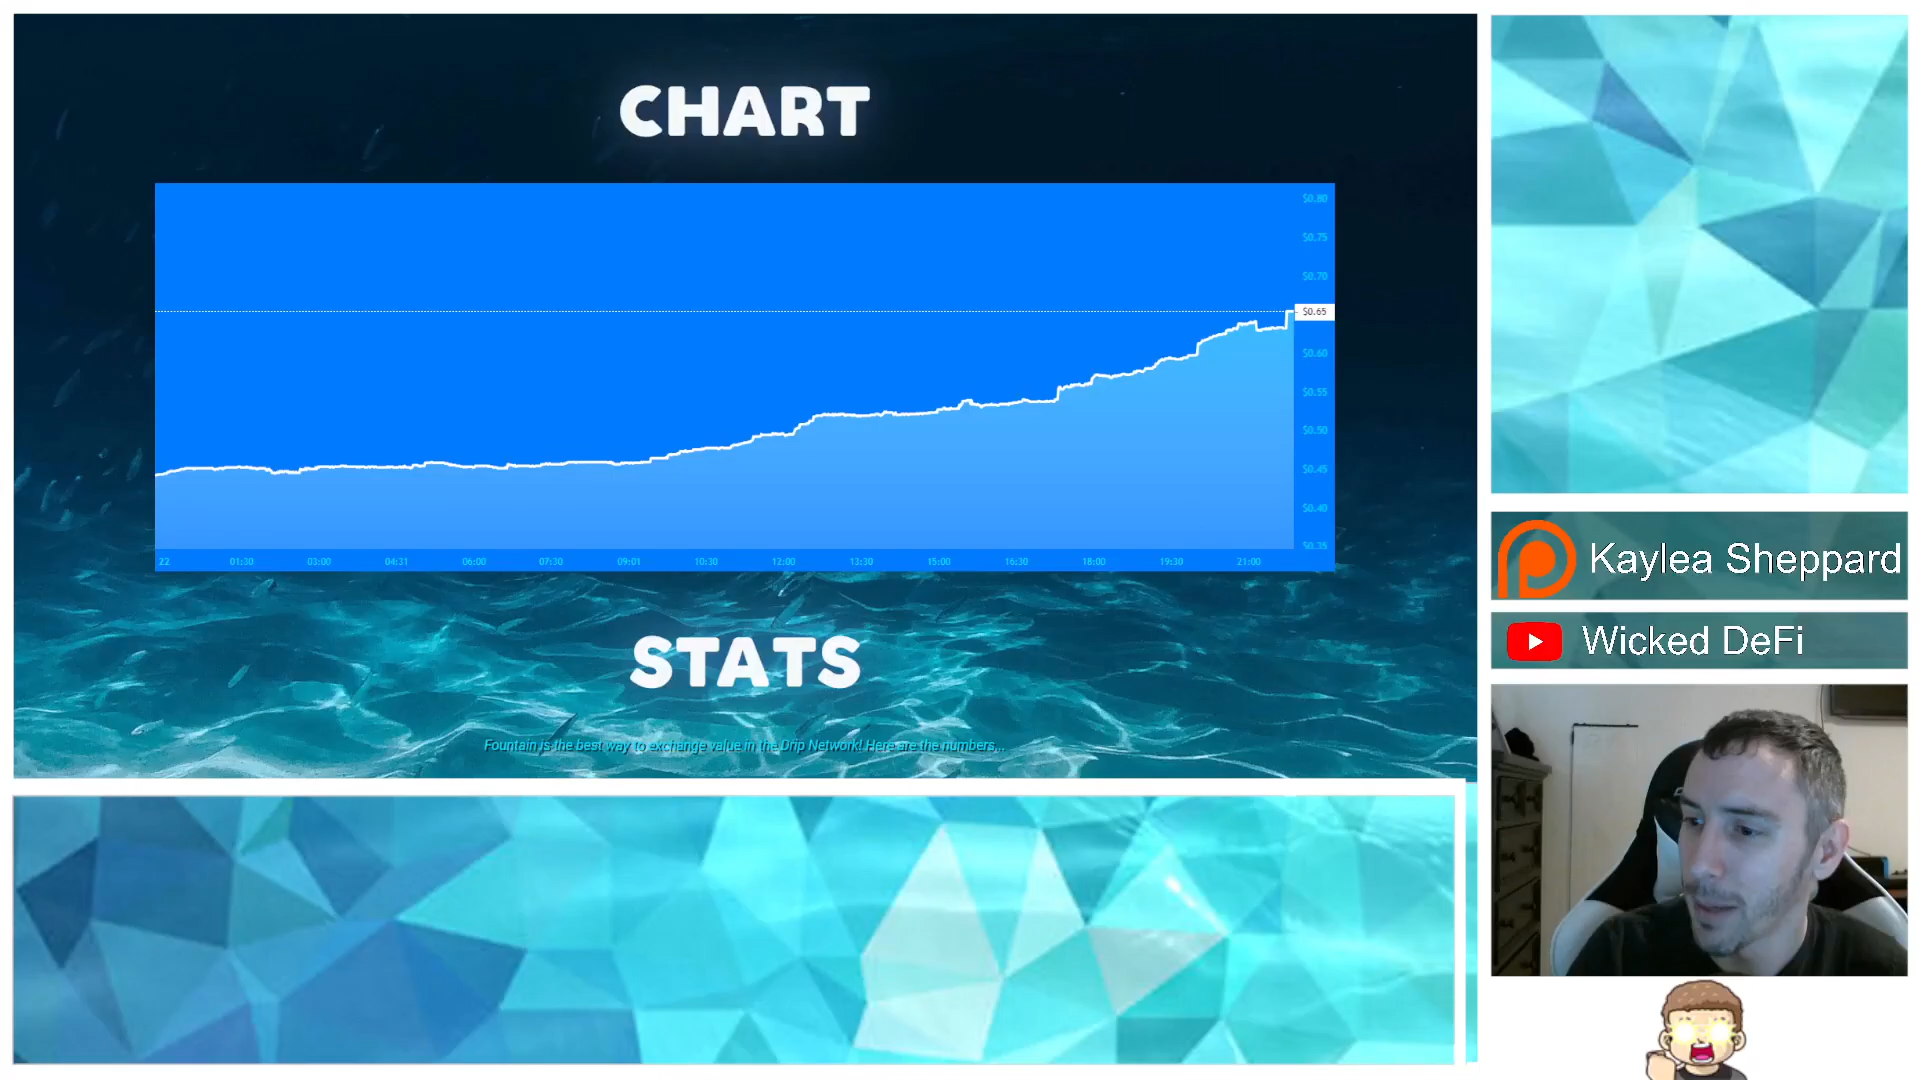 CHART
$0.80
$0.75
$0.70
$0.65
$0.60
$0.55
$0.50
$0.45
$0.40
$0.35
22 01:30 03:00 04:31 06:00 07:30 09:01 10:30 12:00 13:30 15:00 16:30 18:00 19:30 21:00
STATS
Fountain is the best way to exchange value in the Drip Network! Here are the numbers...
Kaylea Sheppard
Wicked DeFi